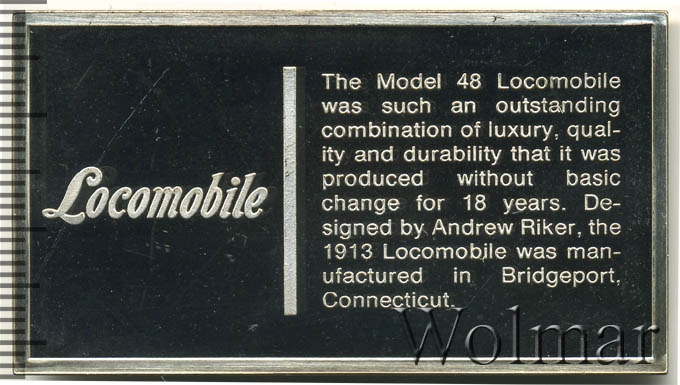 Locomobile
The Model 48 Locomobile
was such an outstanding
combination of luxury, qual-
ity and durability that it was
produced without basic
change for 18 years. De-
signed by Andrew Riker, the
1913 Locomobile was man-
ufactured in Bridgeport,
Connecticut.
Wolmar